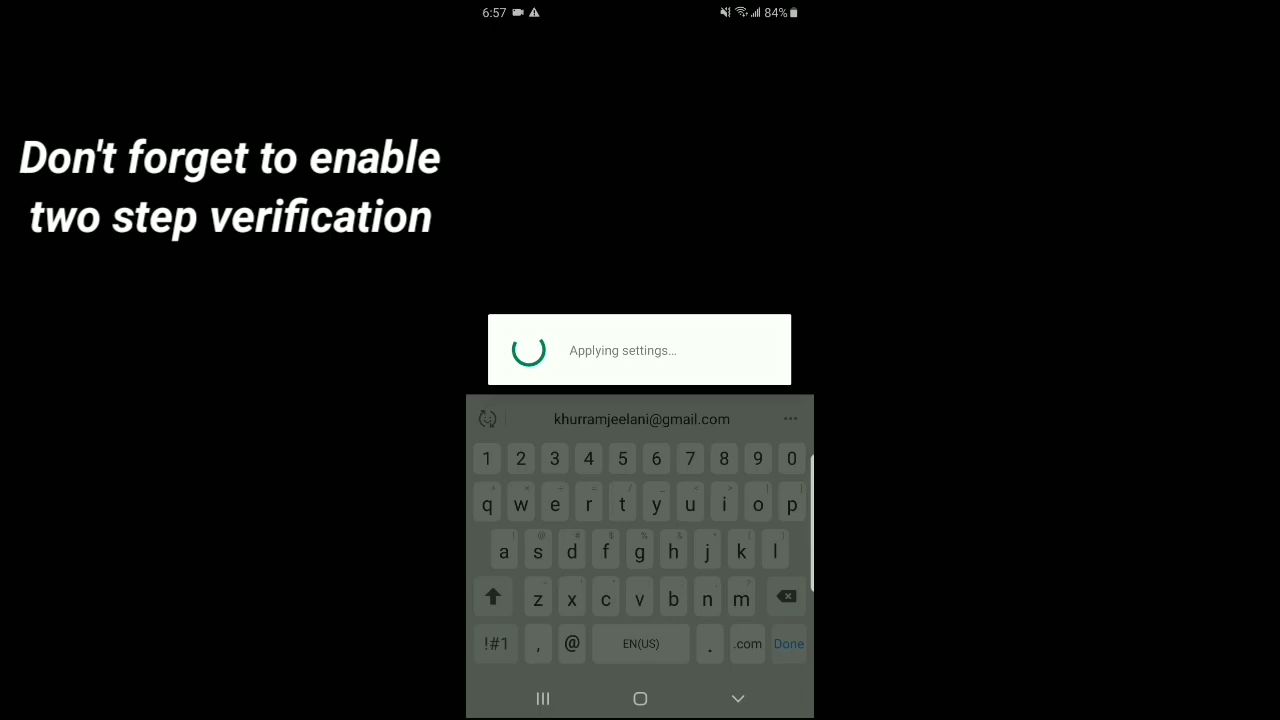 6:57 84%
Don't forget to enable
two step verification
Applying settings...
khurramjeelani@gmail.com
1 2 3 4 5 6 7 8 9 0
q w e r t y u i o p
a s d f g h j k l
z x c v b n m
!#1 , @ EN(US) . .com Done